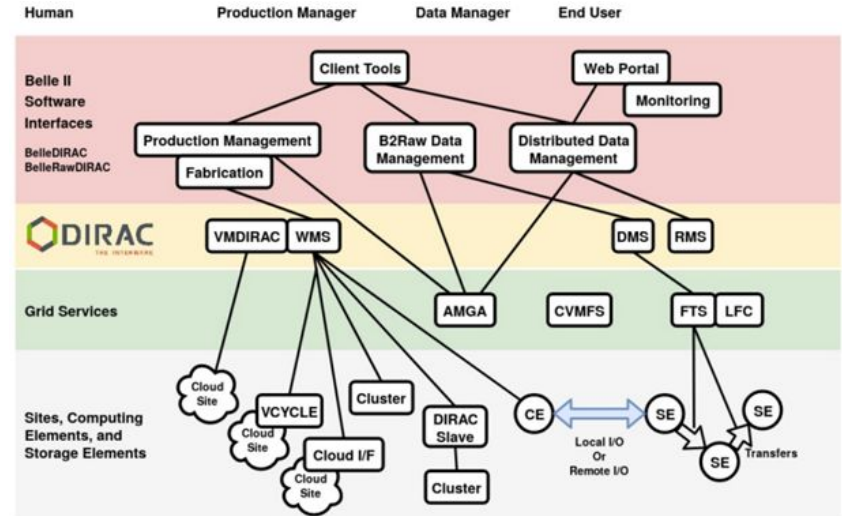 Human
Production Manager
Data Manager
End User
Belle II
Software
Interfaces
BelleDIRAC
BelleRawDIRAC
Client Tools
Web Portal
Monitoring
Production Management
Fabrication
B2Raw Data
Management
Distributed Data
Management
DIRAC
THE INTERWARE
VMDIRAC
WMS
DMS
RMS
Grid Services
AMGA
CVMFS
FTS
LFC
Sites, Computing
Elements, and
Storage Elements
Cloud
Site
VCYCLE
Cloud
Site
Cloud I/F
Cloud
Site
Cluster
DIRAC
Slave
Cluster
CE
Local I/O
Or
Remote I/O
SE
SE
SE
Transfers